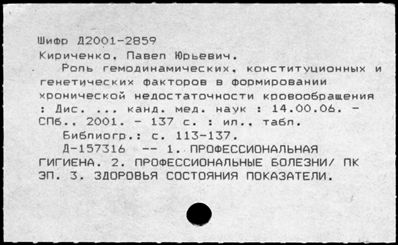 Шифр Д2001-2859
Кириченко, Павел Юрьевич.
Роль гемодинамических, конституционных и
генетических факторов в формировании
хронической недостаточности кровообращения
: Дис. ... канд. мед. наук : 14.00.06. -
СПб., 2001. - 137 с. : ил., табл.
Библиогр.: с. 113-137.
Д-157316 -- 1. ПРОФЕССИОНАЛЬНАЯ
ГИГИЕНА. 2. ПРОФЕССИОНАЛЬНЫЕ БОЛЕЗНИ/ ПК
ЭП. 3. ЗДОРОВЬЯ СОСТОЯНИЯ ПОКАЗАТЕЛИ.